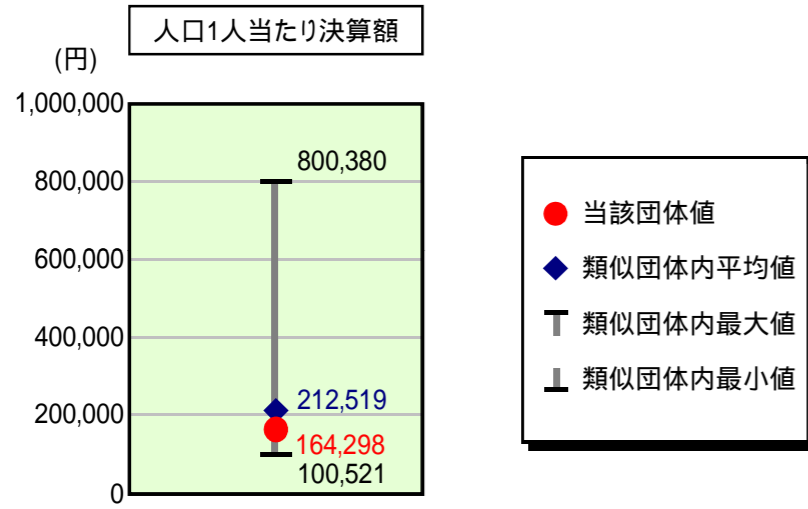 人口1人当たり決算額
(円)
1,000,000
800,380
800,000
600,000
400,000
212,519
200,000
164,298
100,521
0
当該団体値
類似団体内平均値
類似団体内最大値
類似団体内最小値